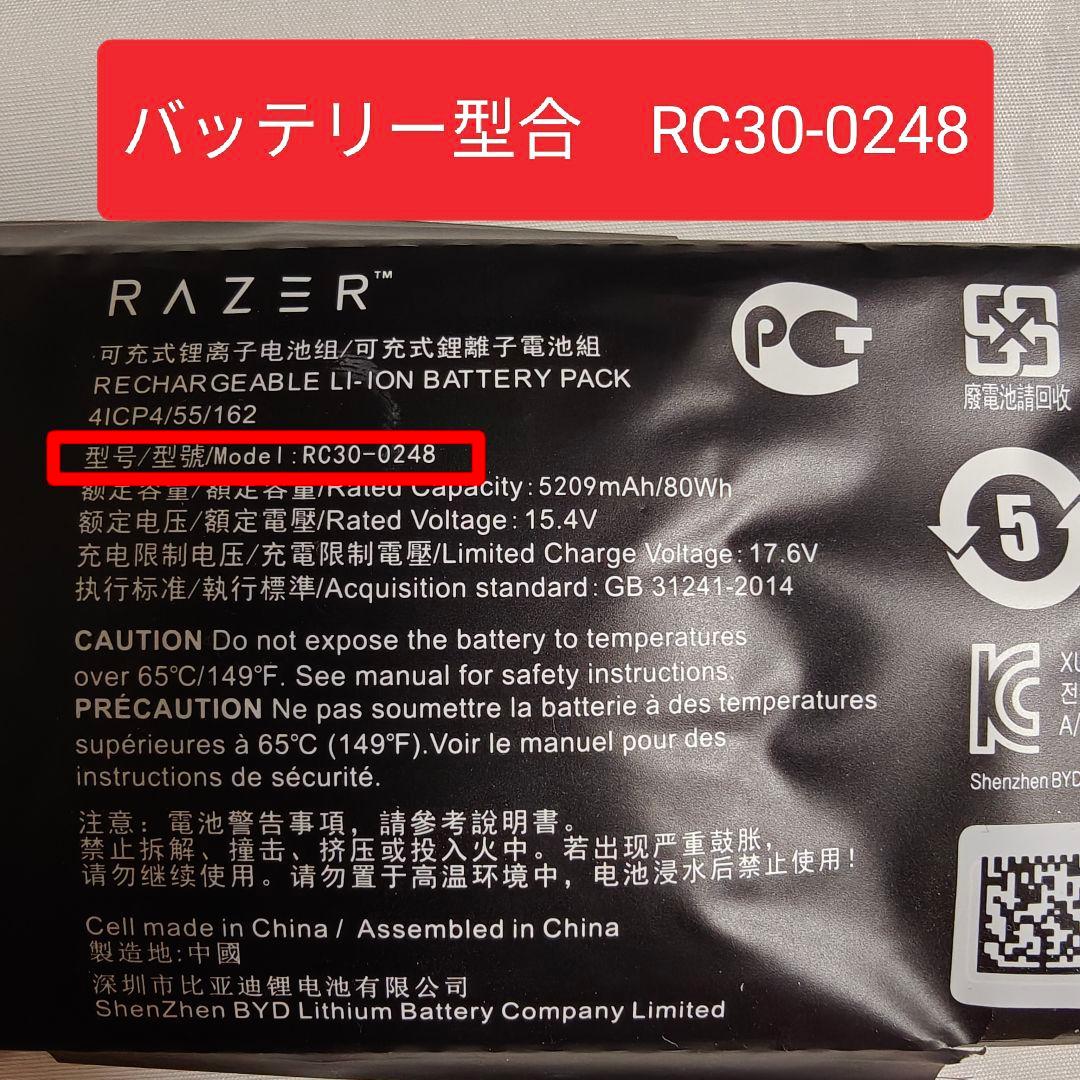 バッテリー型合 RC30-0248
RAZER™
可充式锂离子电池组/可充式鋰離子電池組
RECHARGEABLE LI-ION BATTERY PACK
4ICP4/55/162
型号/型號/Model:RC30-0248
额定容量/額定容量/Rated Capacity:5209mAh/80Wh
额定电压/額定電壓/Rated Voltage:15.4V
充电限制电压/充電限制電壓/Limited Charge Voltage:17.6V
执行标准/執行標準/Acquisition standard:GB 31241-2014
CAUTION Do not expose the battery to temperatures
over 65℃/149℉. See manual for safety instructions.
PRÉCAUTION Ne pas soumettre la batterie à des temperatures
supérieures à 65℃ (149℉).Voir le manuel pour des
instructions de sécurité.
注意：電池警告事項，請參考說明書。
禁止拆解、撞击、挤压或投入火中。若出现严重鼓胀，
请勿继续使用。请勿置于高温环境中，电池浸水后禁止使用！
Cell made in China / Assembled in China
製造地:中國
深圳市比亚迪锂电池有限公司
ShenZhen BYD Lithium Battery Company Limited
PCT
廢電池請回收
5
KC
XU
전
A/
Shenzhen BYD